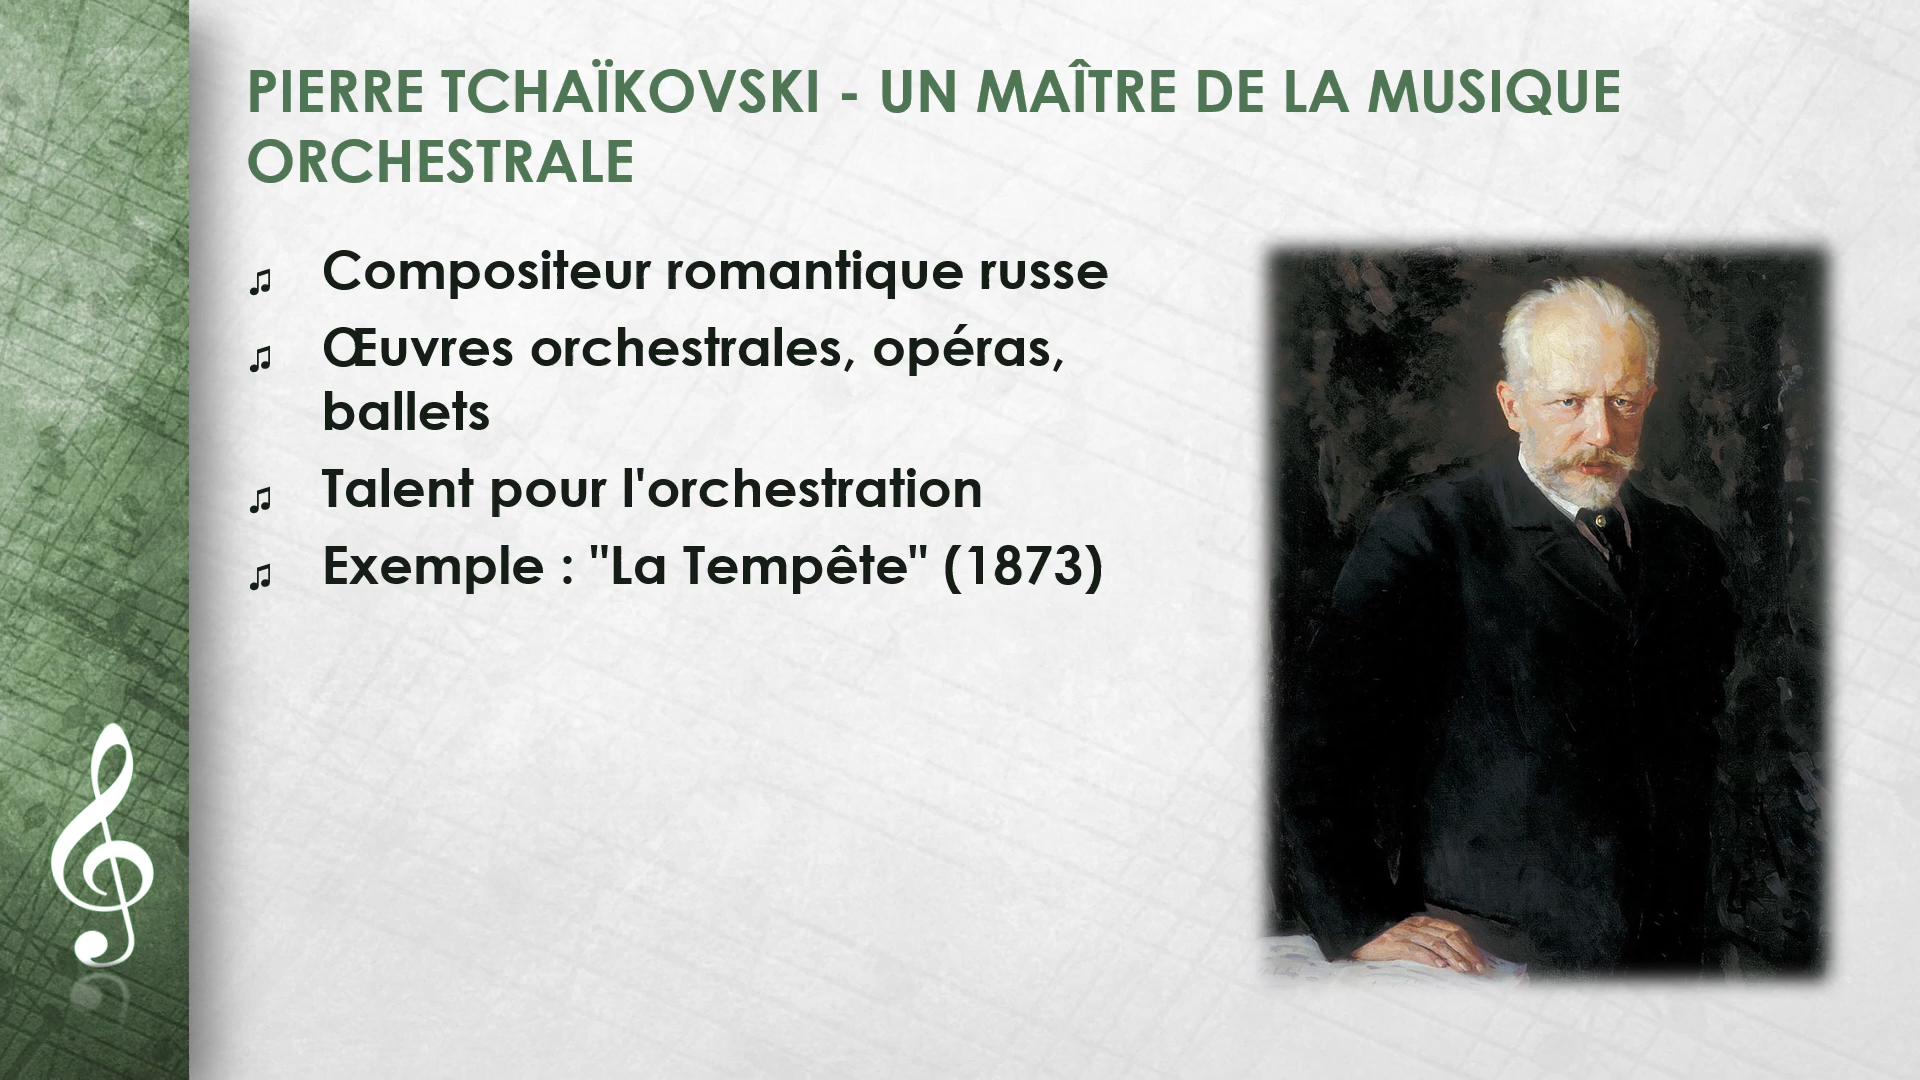 PIERRE TCHAÏKOVSKI - UN MAÎTRE DE LA MUSIQUE
ORCHESTRALE
♫ Compositeur romantique russe
♫ Œuvres orchestrales, opéras,
ballets
♫ Talent pour l'orchestration
♫ Exemple : "La Tempête" (1873)